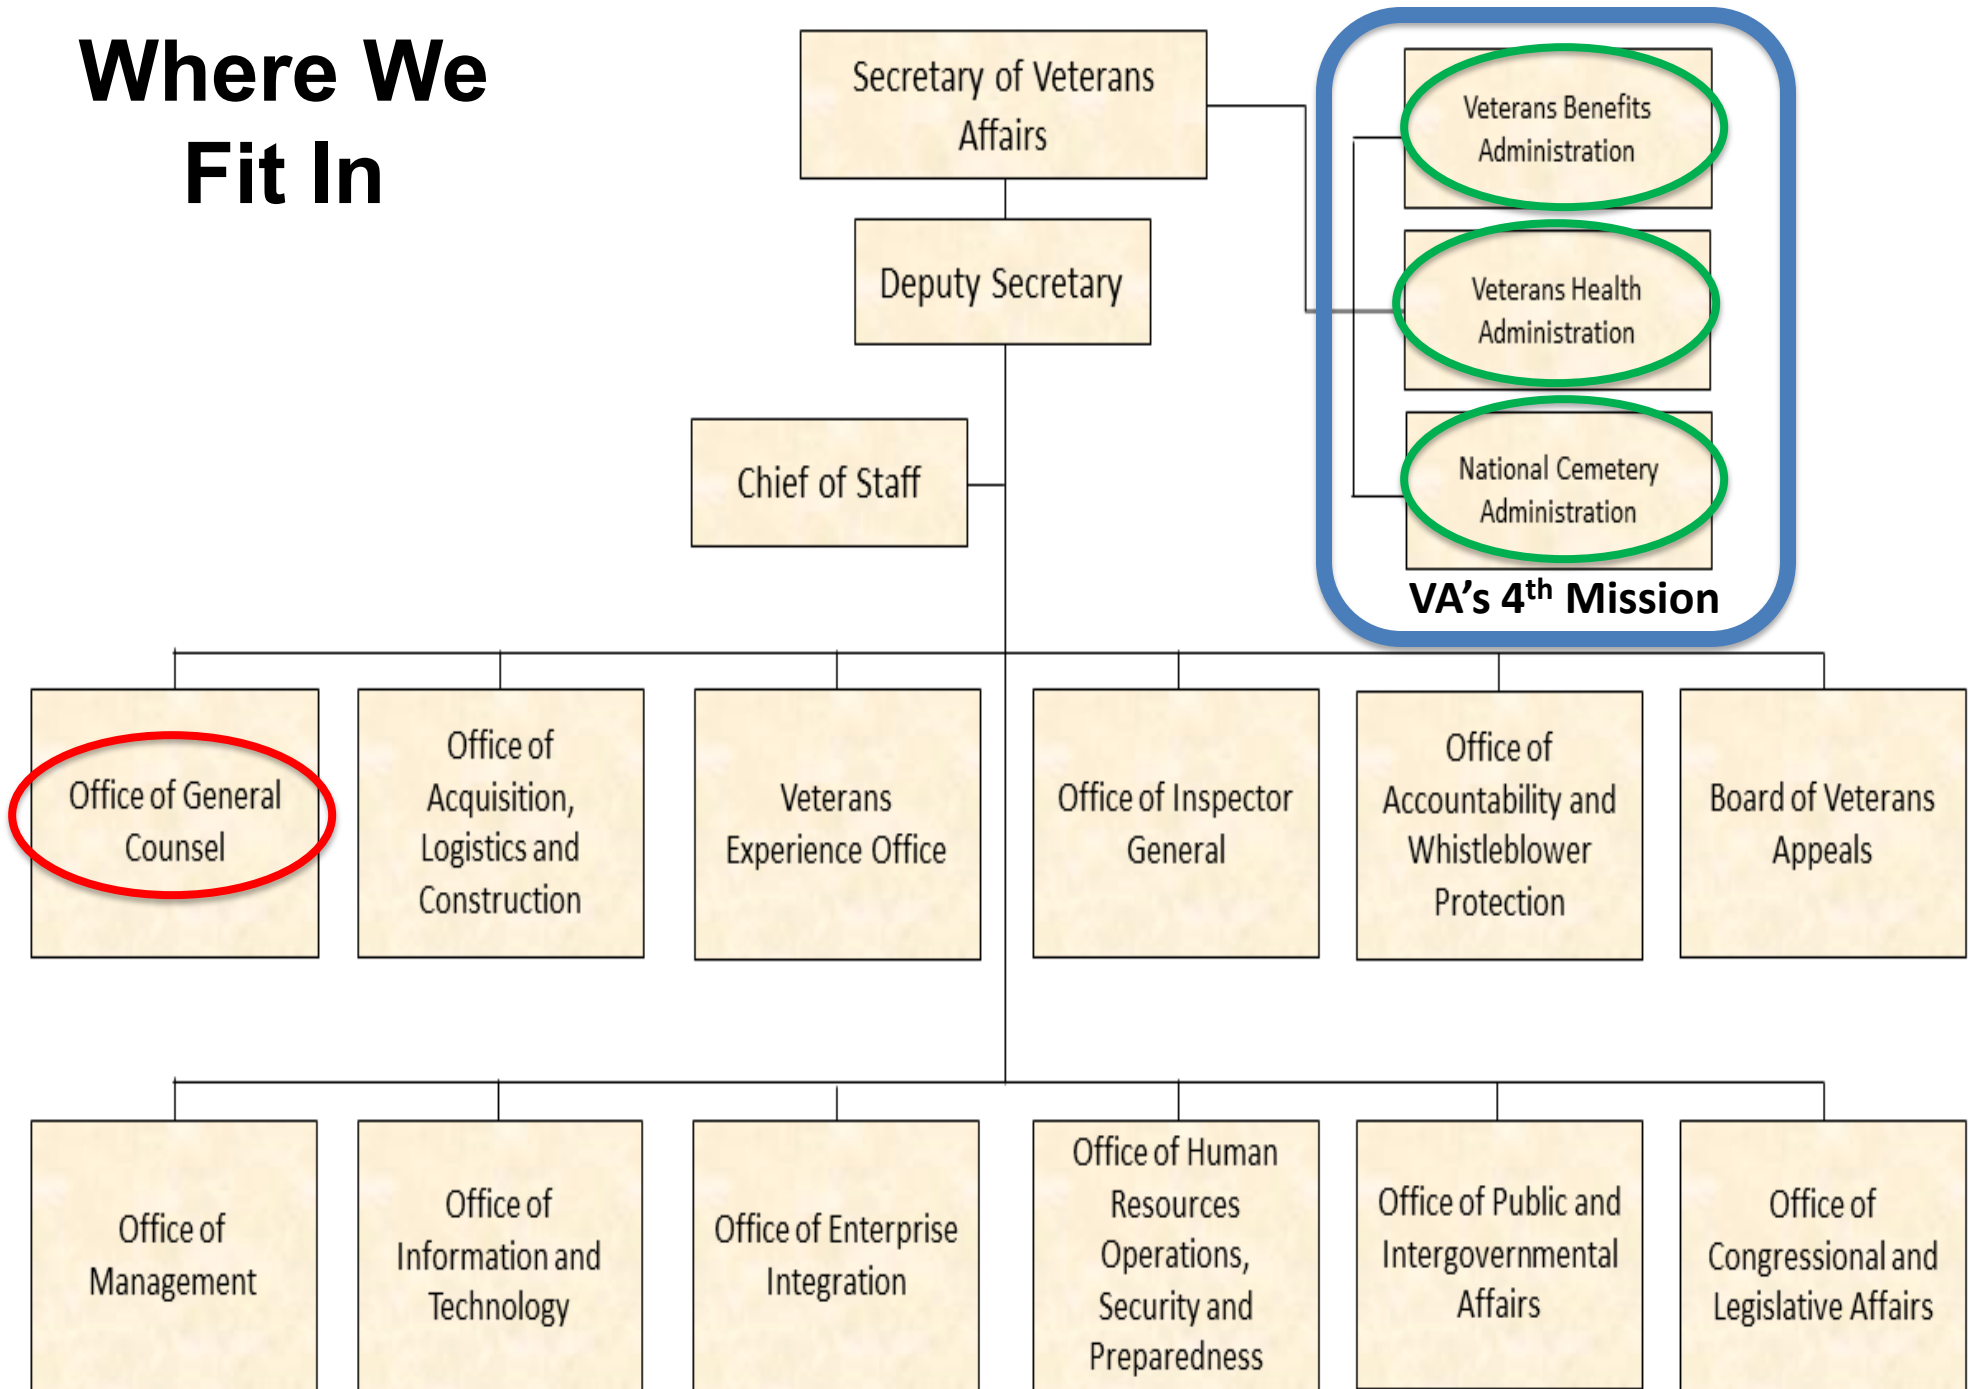 Where We
Fit In
Secretary of Veterans
Affairs
Deputy Secretary
Chief of Staff
Veterans Benefits
Administration
Veterans Health
Administration
National Cemetery
Administration
VA’s 4th Mission
Office of General
Counsel
Office of
Acquisition,
Logistics and
Construction
Veterans
Experience Office
Office of Inspector
General
Office of
Accountability and
Whistleblower
Protection
Board of Veterans
Appeals
Office of
Management
Office of
Information and
Technology
Office of Enterprise
Integration
Office of Human
Resources
Operations,
Security and
Preparedness
Office of Public and
Intergovernmental
Affairs
Office of
Congressional and
Legislative Affairs